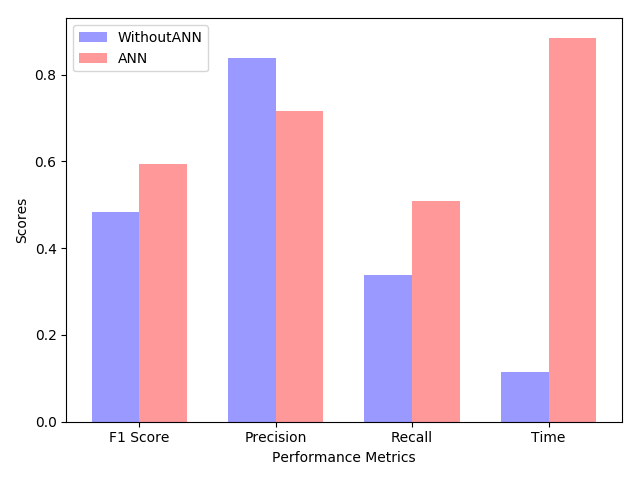 WithoutANN
ANN
Scores
0.8
0.6
0.4
0.2
0.0
F1 Score Precision Recall Time
Performance Metrics